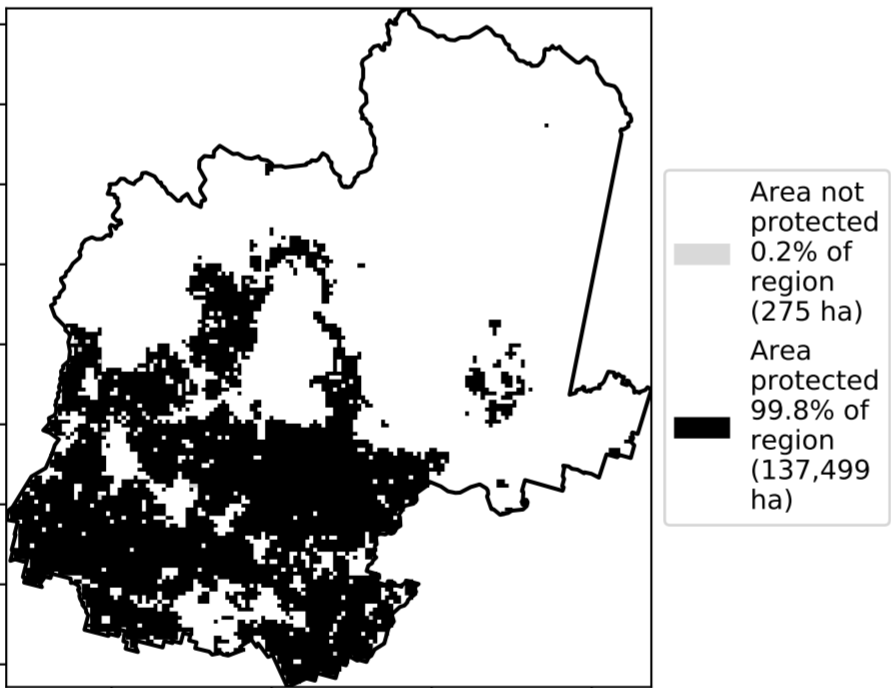 Area not
protected
0.2% of
region
(275 ha)
Area
protected
99.8% of
region
(137,499
ha)